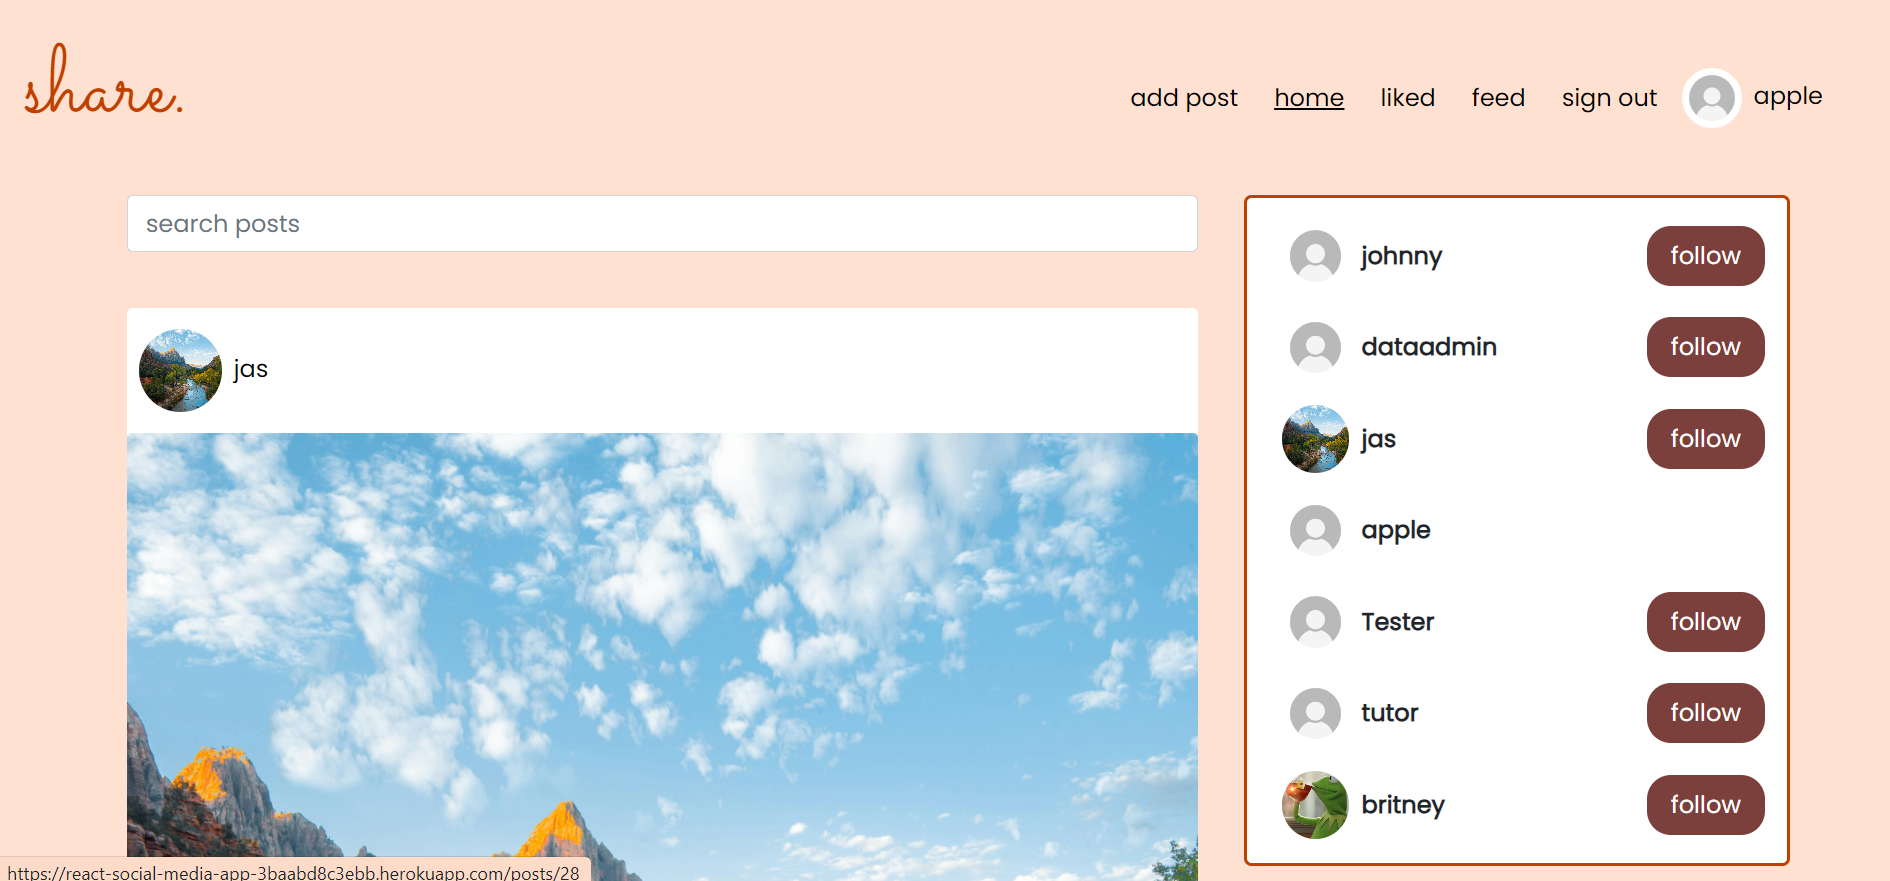 share.
add post home liked feed sign out apple
search posts
jas
johnny follow
dataadmin follow
jas follow
apple
Tester follow
tutor follow
britney follow
https://react-social-media-app-3baabd8c3ebb.herokuapp.com/posts/28